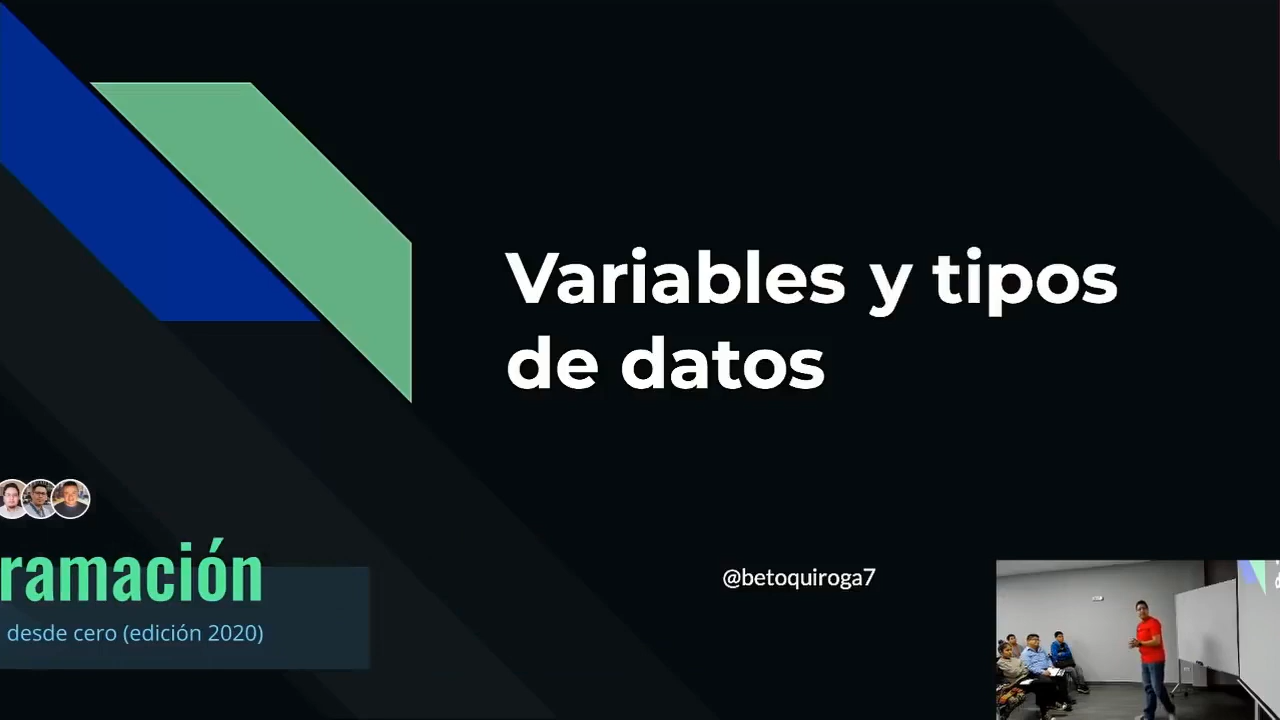 Variables y tipos
de datos
ramación
desde cero (edición 2020)
@betoquiroga7